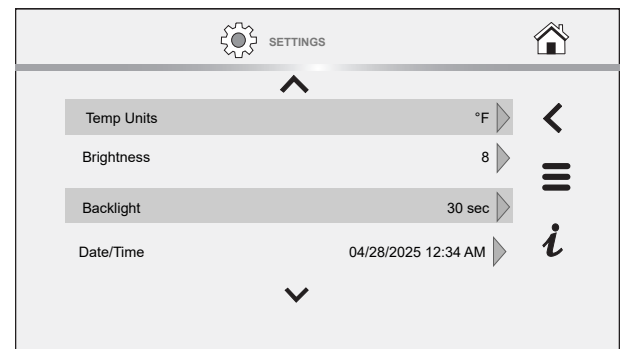 SETTINGS
Temp Units °F
Brightness 8
Backlight 30 sec
Date/Time 04/28/2025 12:34 AM
i